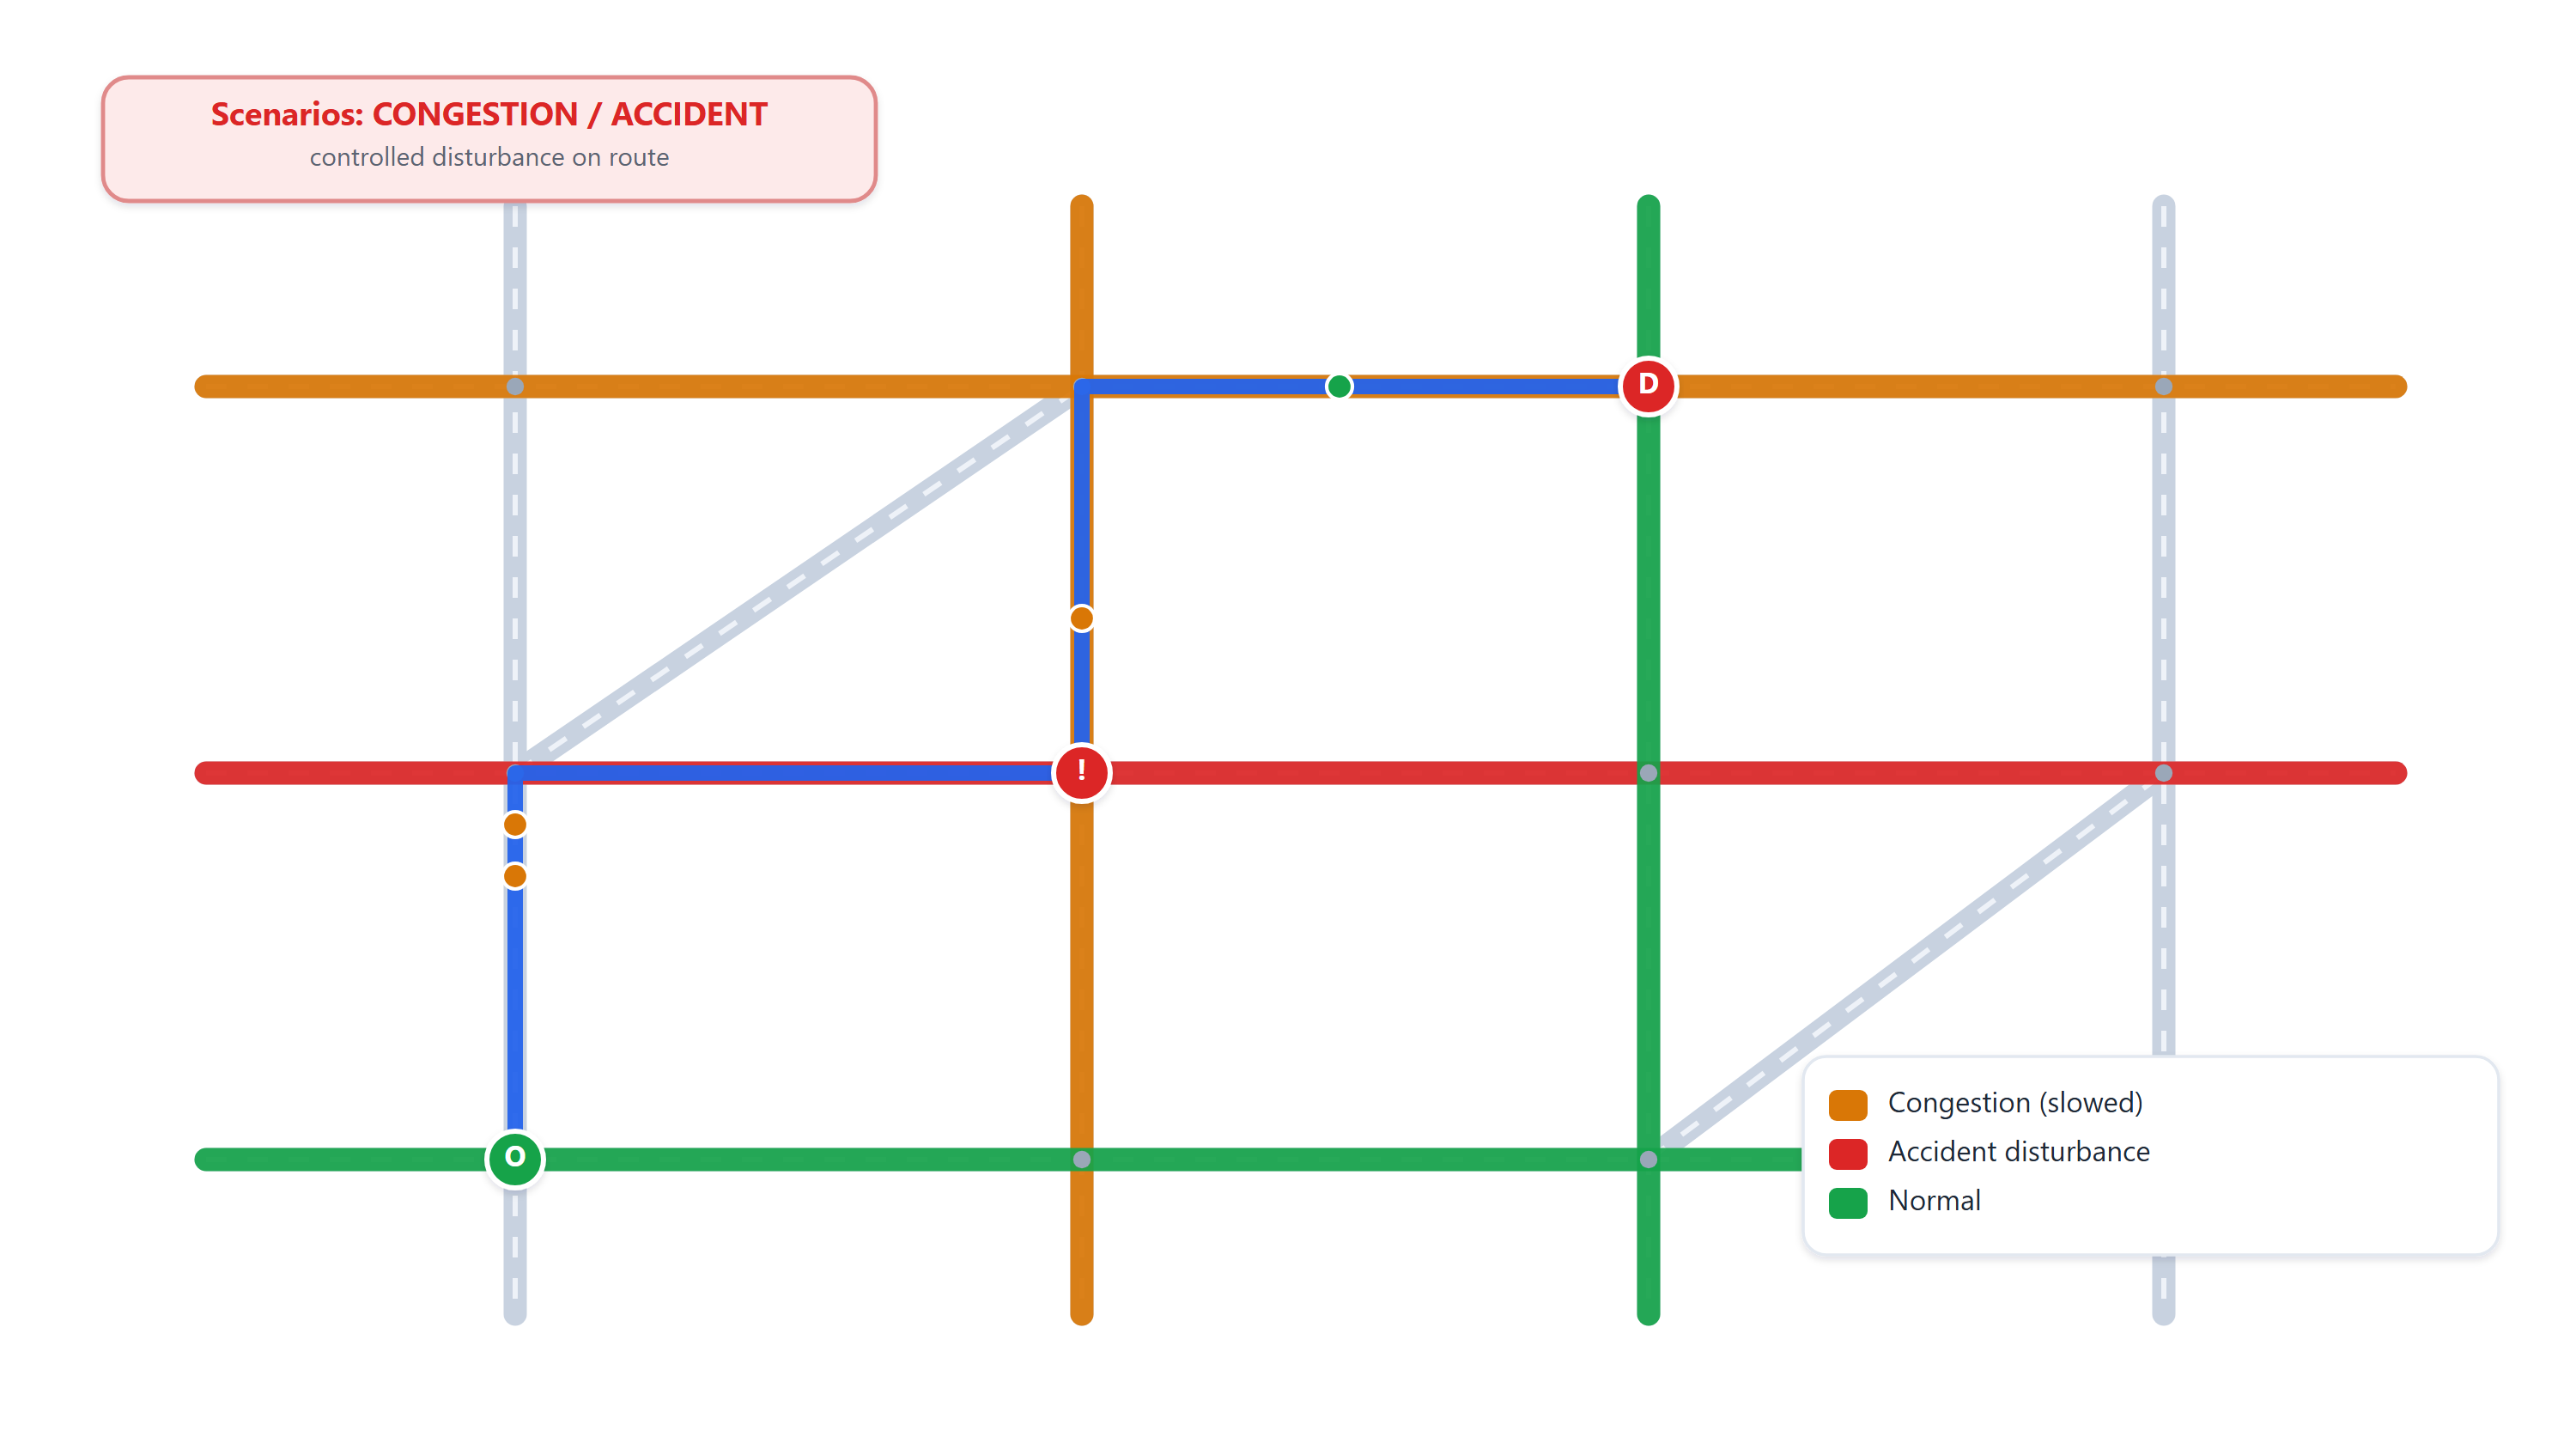 Scenarios: CONGESTION / ACCIDENT
controlled disturbance on route
D
!
O
Congestion (slowed)
Accident disturbance
Normal